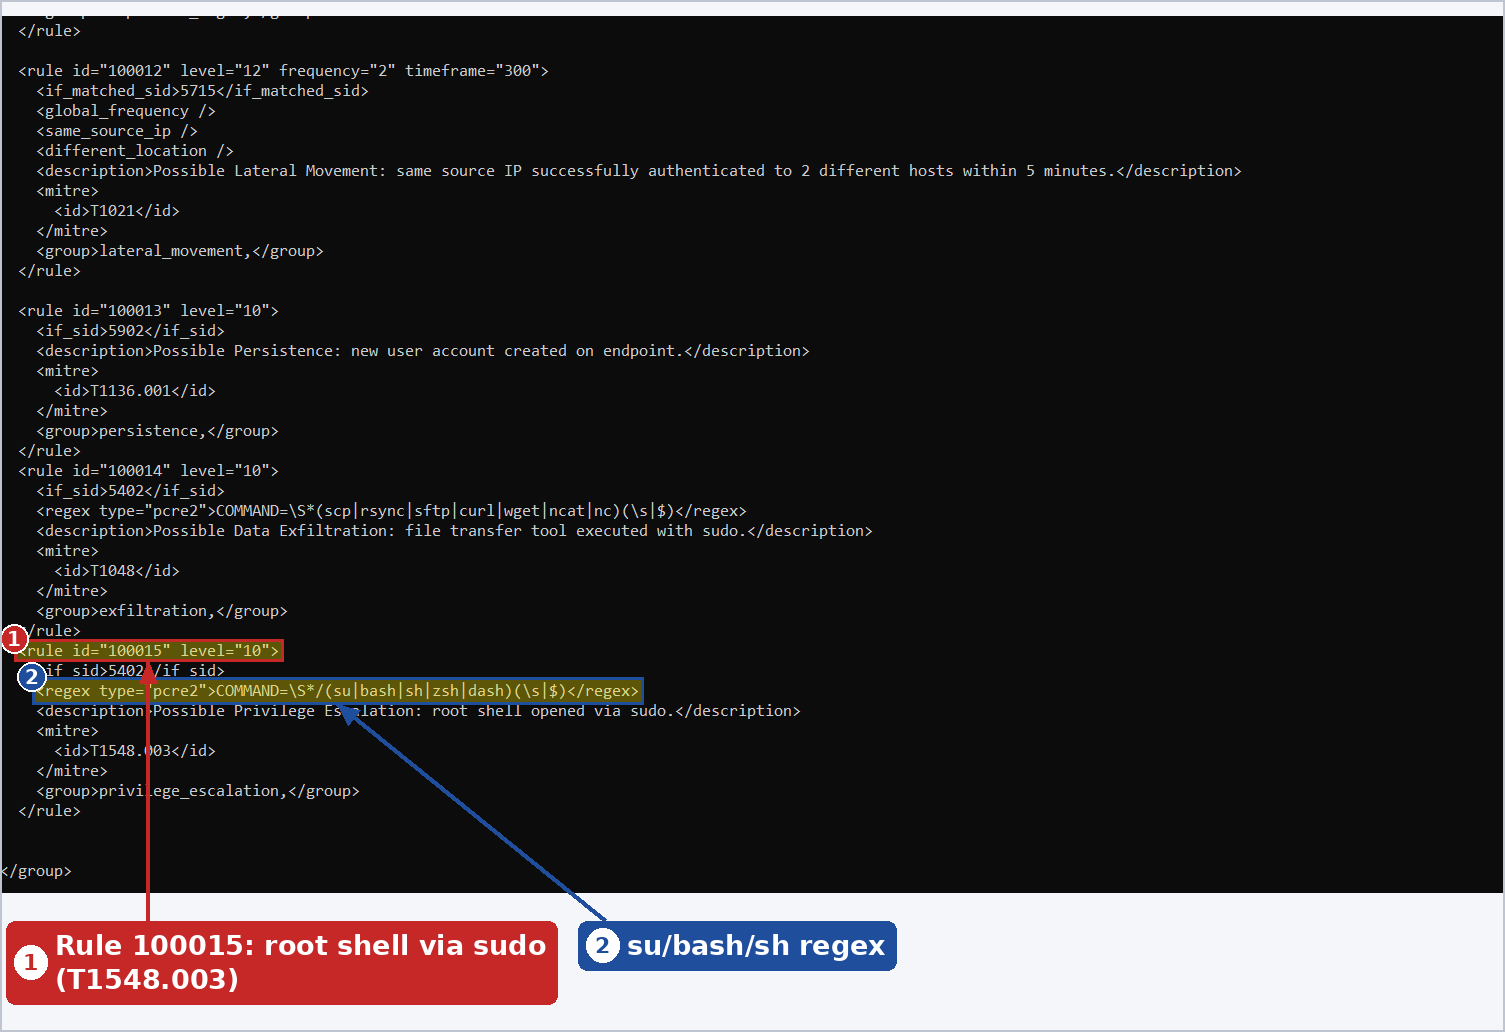 </rule>
<rule id="100012" level="12" frequency="2" timeframe="300">
<if_matched_sid>5715</if_matched_sid>
<global_frequency />
<same_source_ip />
<different_location />
<description>Possible Lateral Movement: same source IP successfully authenticated to 2 different hosts within 5 minutes.</description>
<mitre>
<id>T1021</id>
</mitre>
<group>lateral_movement,</group>
</rule>
<rule id="100013" level="10">
<if_sid>5902</if_sid>
<description>Possible Persistence: new user account created on endpoint.</description>
<mitre>
<id>T1136.001</id>
</mitre>
<group>persistence,</group>
</rule>
<rule id="100014" level="10">
<if_sid>5402</if_sid>
<regex type="pcre2">COMMAND=\S*(scp|rsync|sftp|curl|wget|ncat|nc)(\s|$)</regex>
<description>Possible Data Exfiltration: file transfer tool executed with sudo.</description>
<mitre>
<id>T1048</id>
</mitre>
<group>exfiltration,</group>
</rule>
1
<rule id="100015" level="10">
<if_sid>5402</if_sid>
2
<regex type="pcre2">COMMAND=\S*/(su|bash|sh|zsh|dash)(\s|$)</regex>
<description>Possible Privilege Escalation: root shell opened via sudo.</description>
<mitre>
<id>T1548.003</id>
</mitre>
<group>privilege_escalation,</group>
</rule>
</group>
1 Rule 100015: root shell via sudo
(T1548.003)
2 su/bash/sh regex